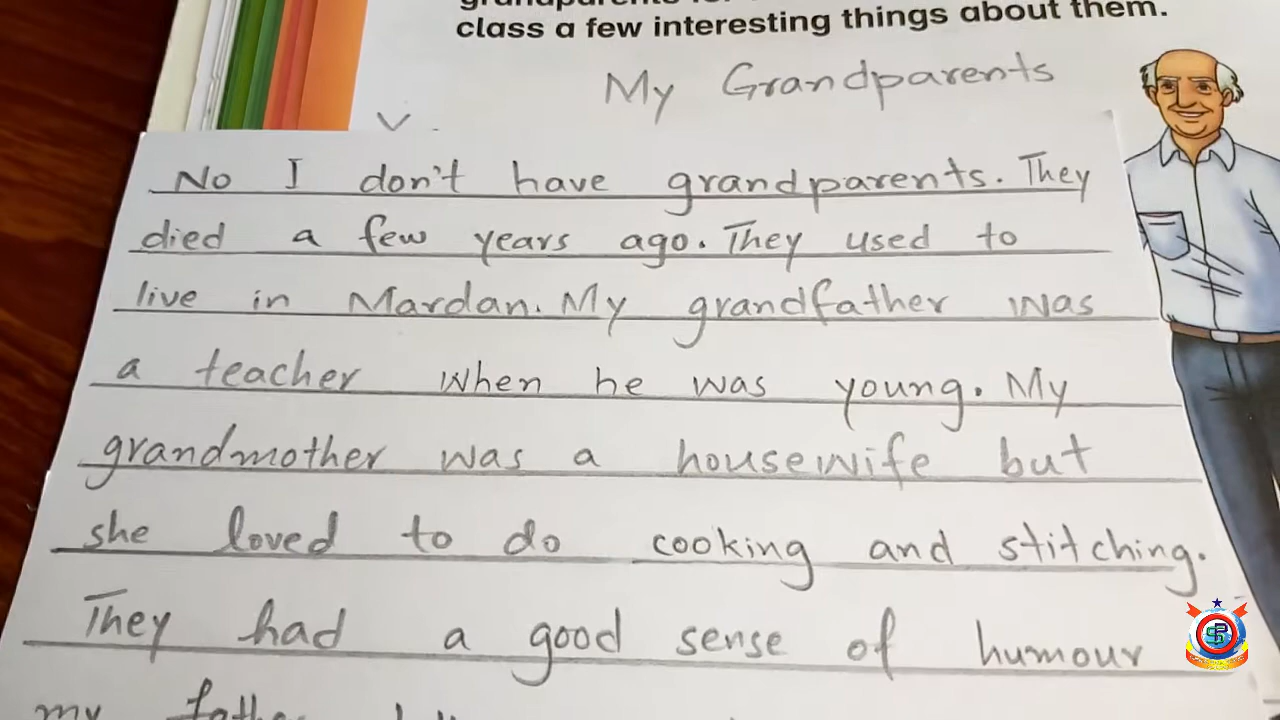 class a few interesting things about them.
My Grandparents
No I don't have grandparents. They
died a few years ago. They used to
live in Mardan. My grandfather was
a teacher when he was young. My
grandmother was a housewife but
she loved to do cooking and stitching.
They had a good sense of humour
my father